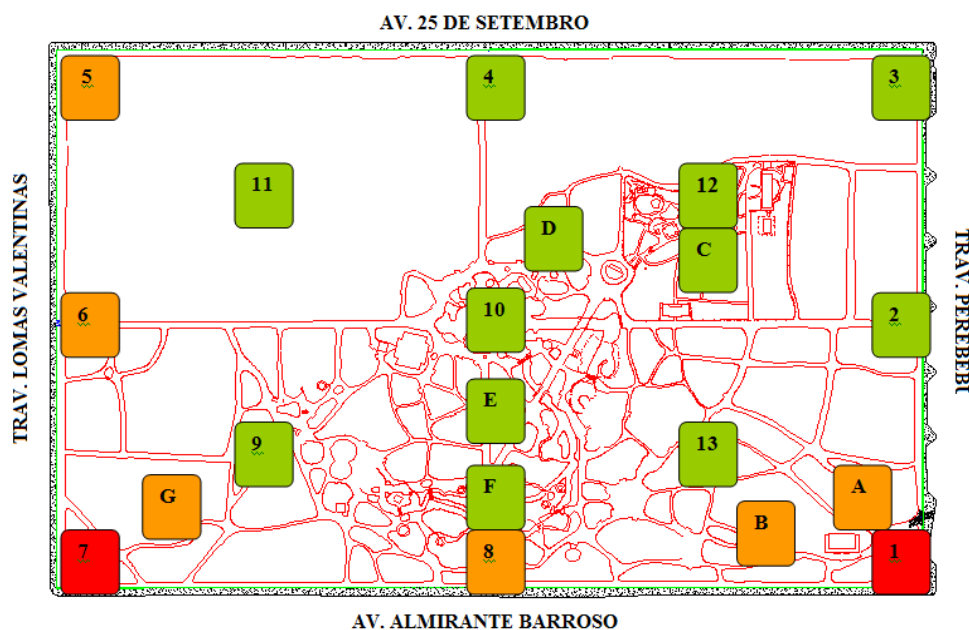 AV. 25 DE SETEMBRO
5
4
3
11
12
D
C
TRAV. LOMAS VALENTINAS
TRAV. PEREBEBU
6
10
2
E
9
13
G
F
A
B
7
8
1
AV. ALMIRANTE BARROSO